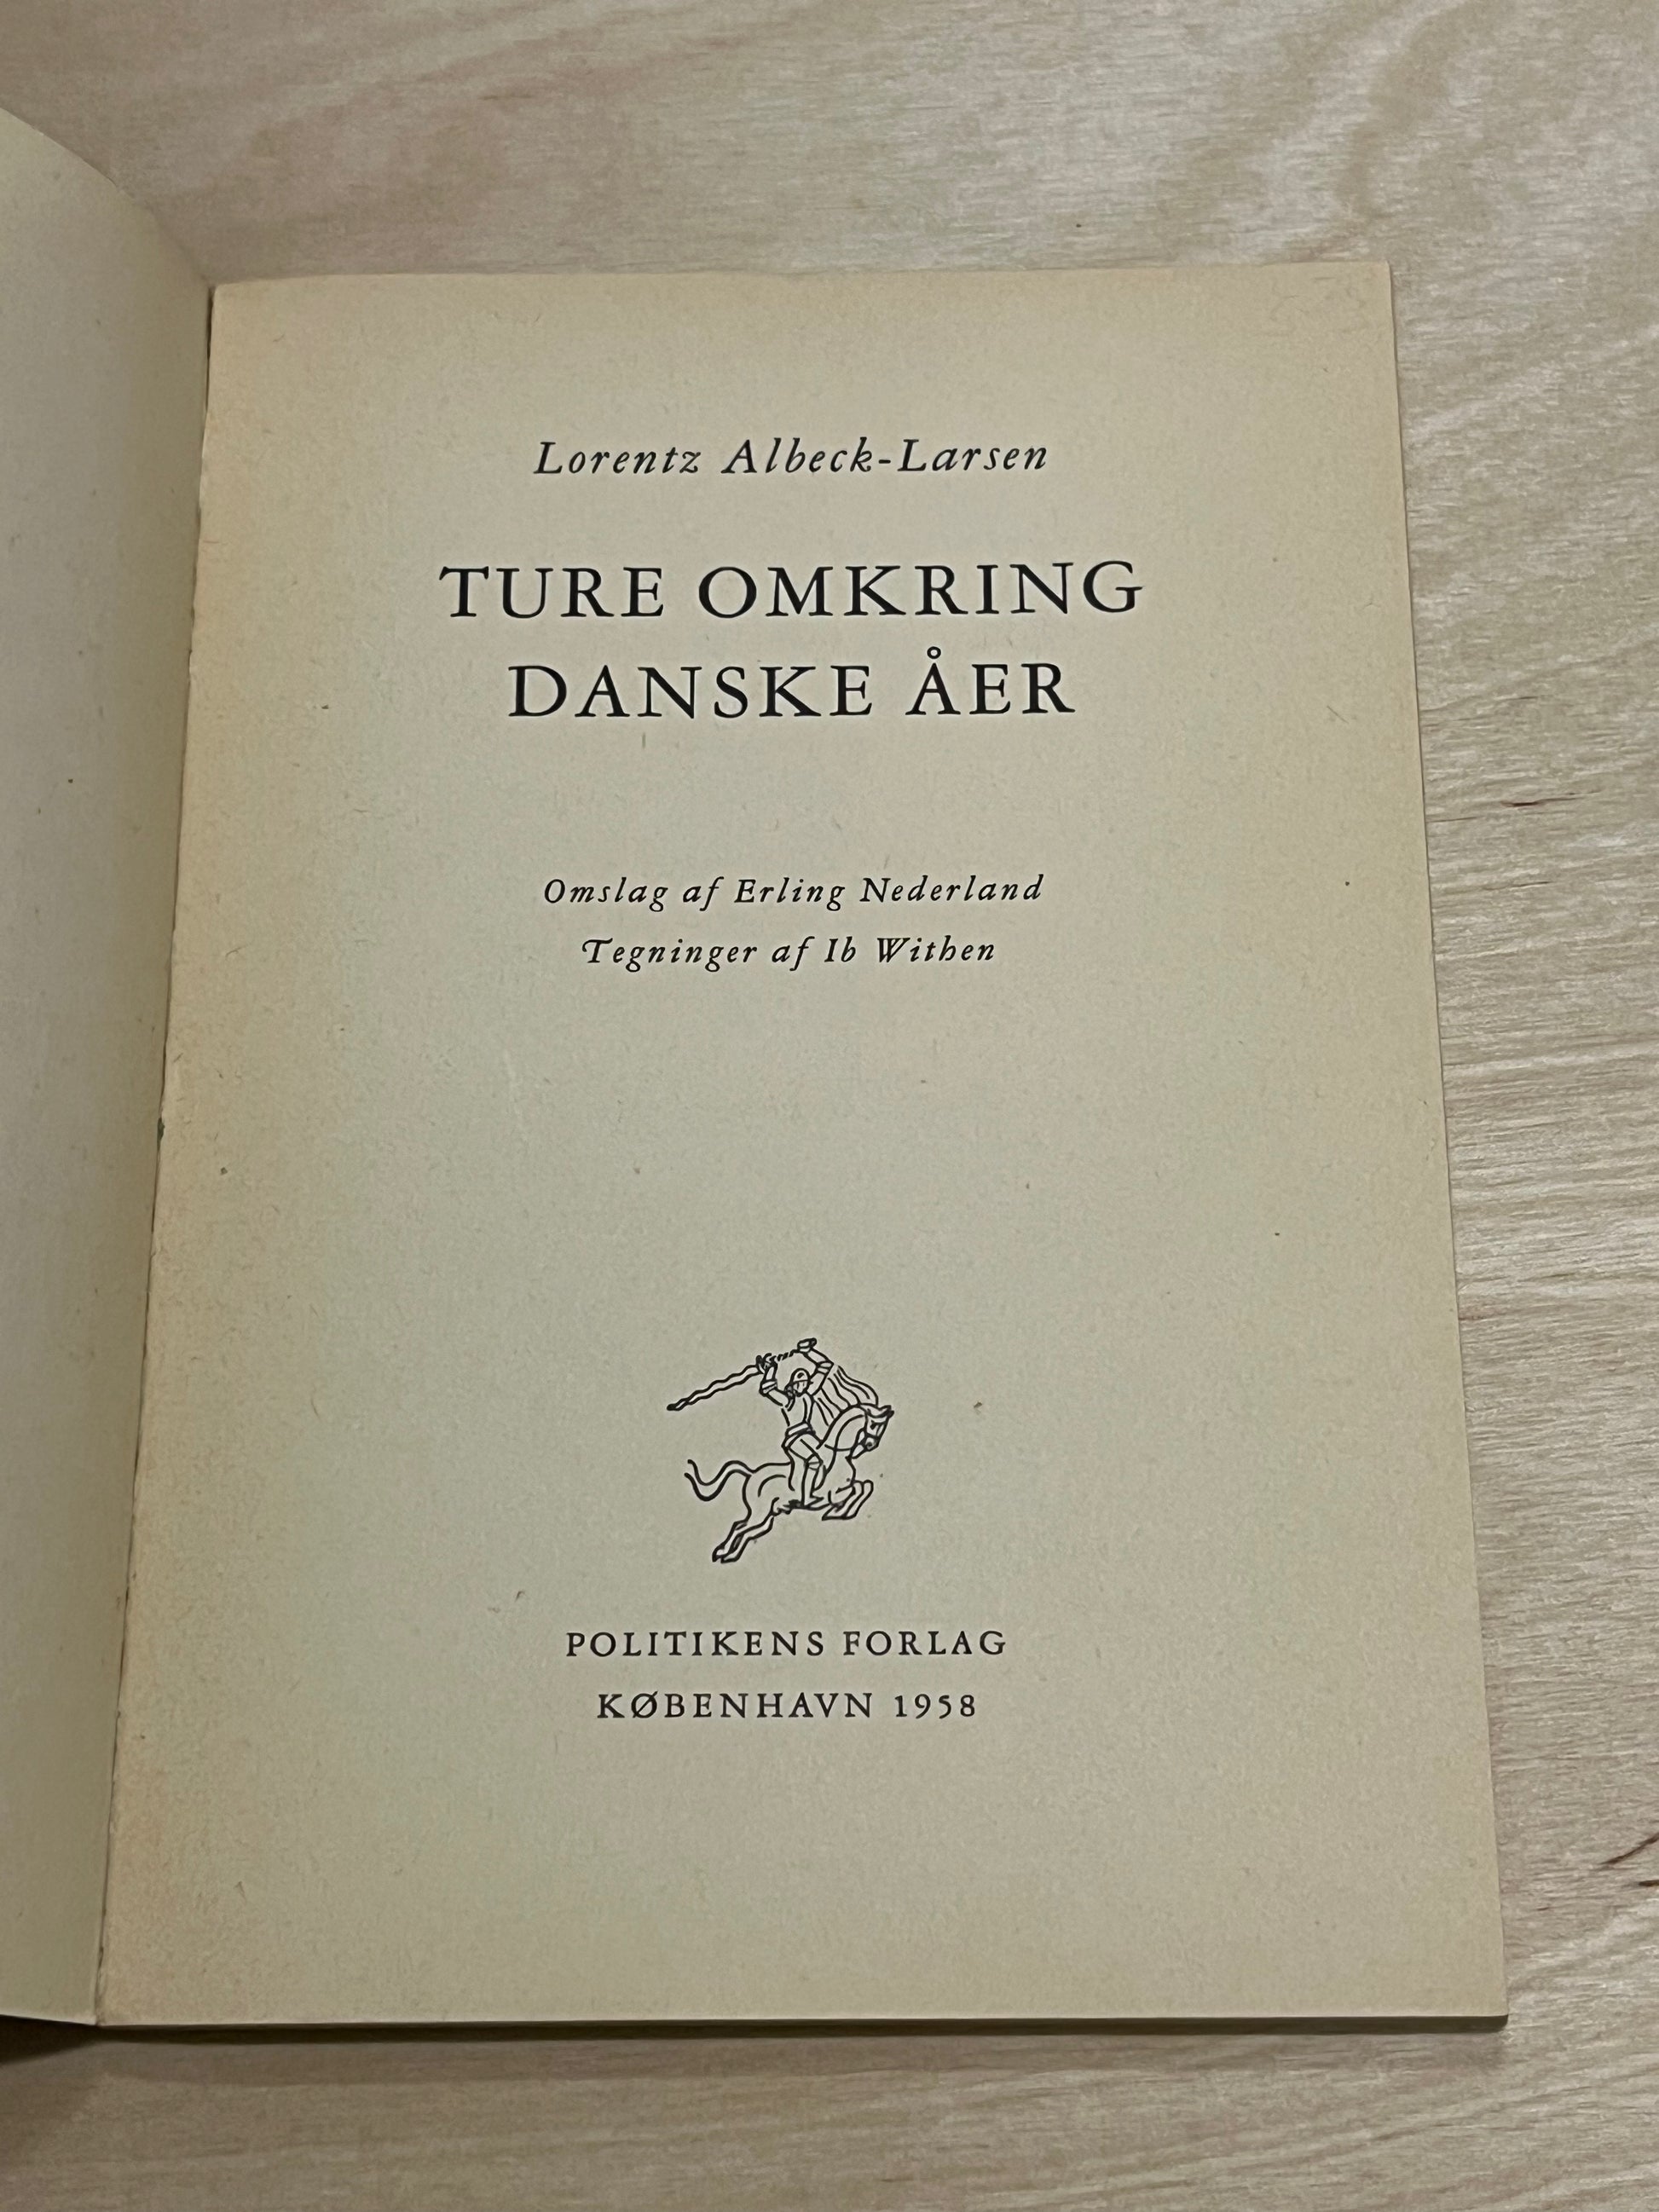 Lorentz Albeck-Larsen
TURE OMKRING
DANSKE ÅER
Omslag af Erling Nederland
Tegninger af Ib Withen
POLITIKENS FORLAG
KØBENHAVN 1958